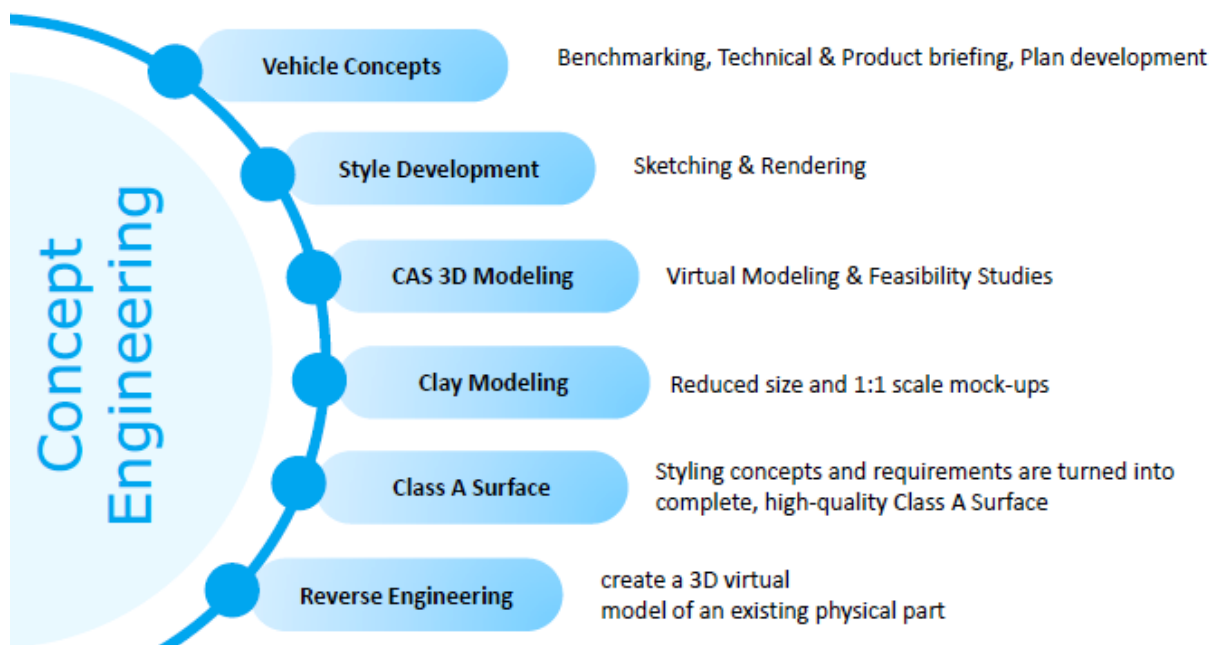 Concept
Engineering
Vehicle Concepts
Benchmarking, Technical & Product briefing, Plan development
Style Development
Sketching & Rendering
CAS 3D Modeling
Virtual Modeling & Feasibility Studies
Clay Modeling
Reduced size and 1:1 scale mock-ups
Class A Surface
Styling concepts and requirements are turned into
complete, high-quality Class A Surface
Reverse Engineering
create a 3D virtual
model of an existing physical part